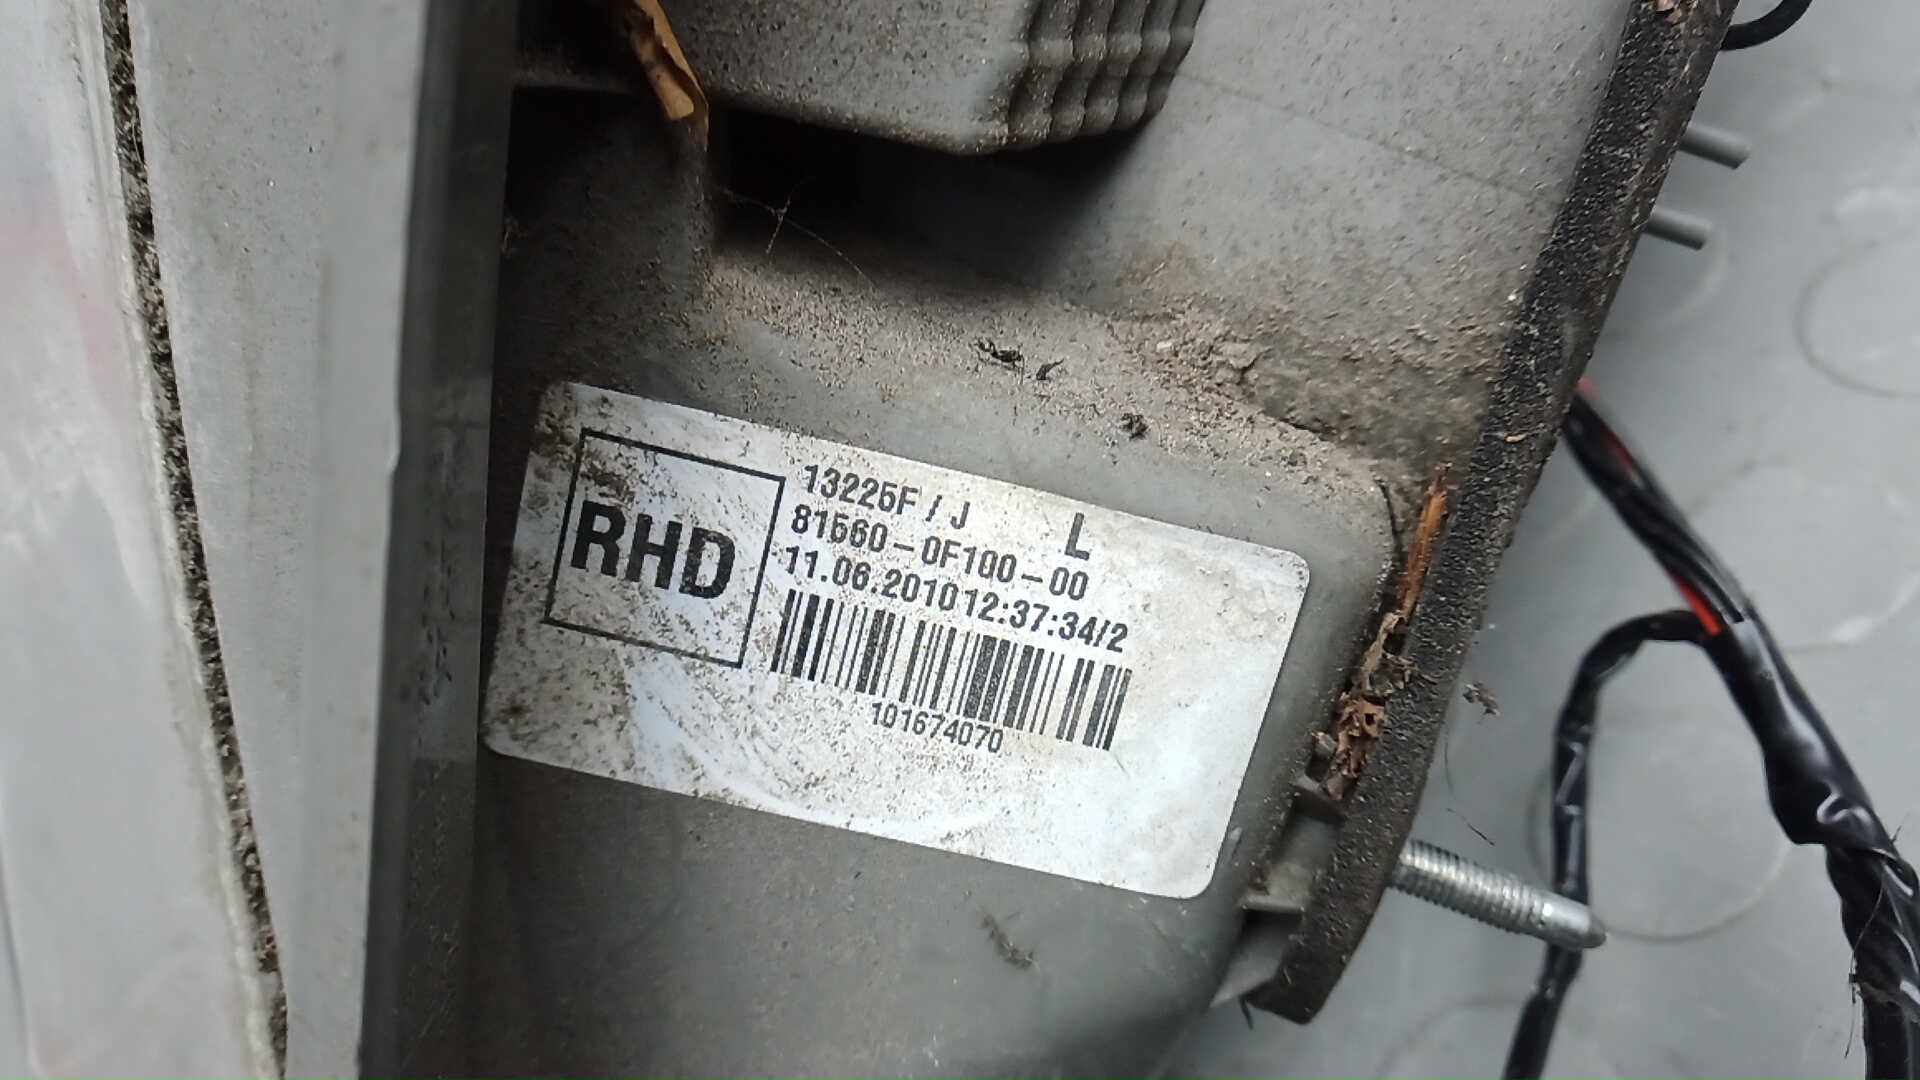 RHD
13225F / J L
81560-0F100-00
11.06.2010 12:37:34/2
101674070